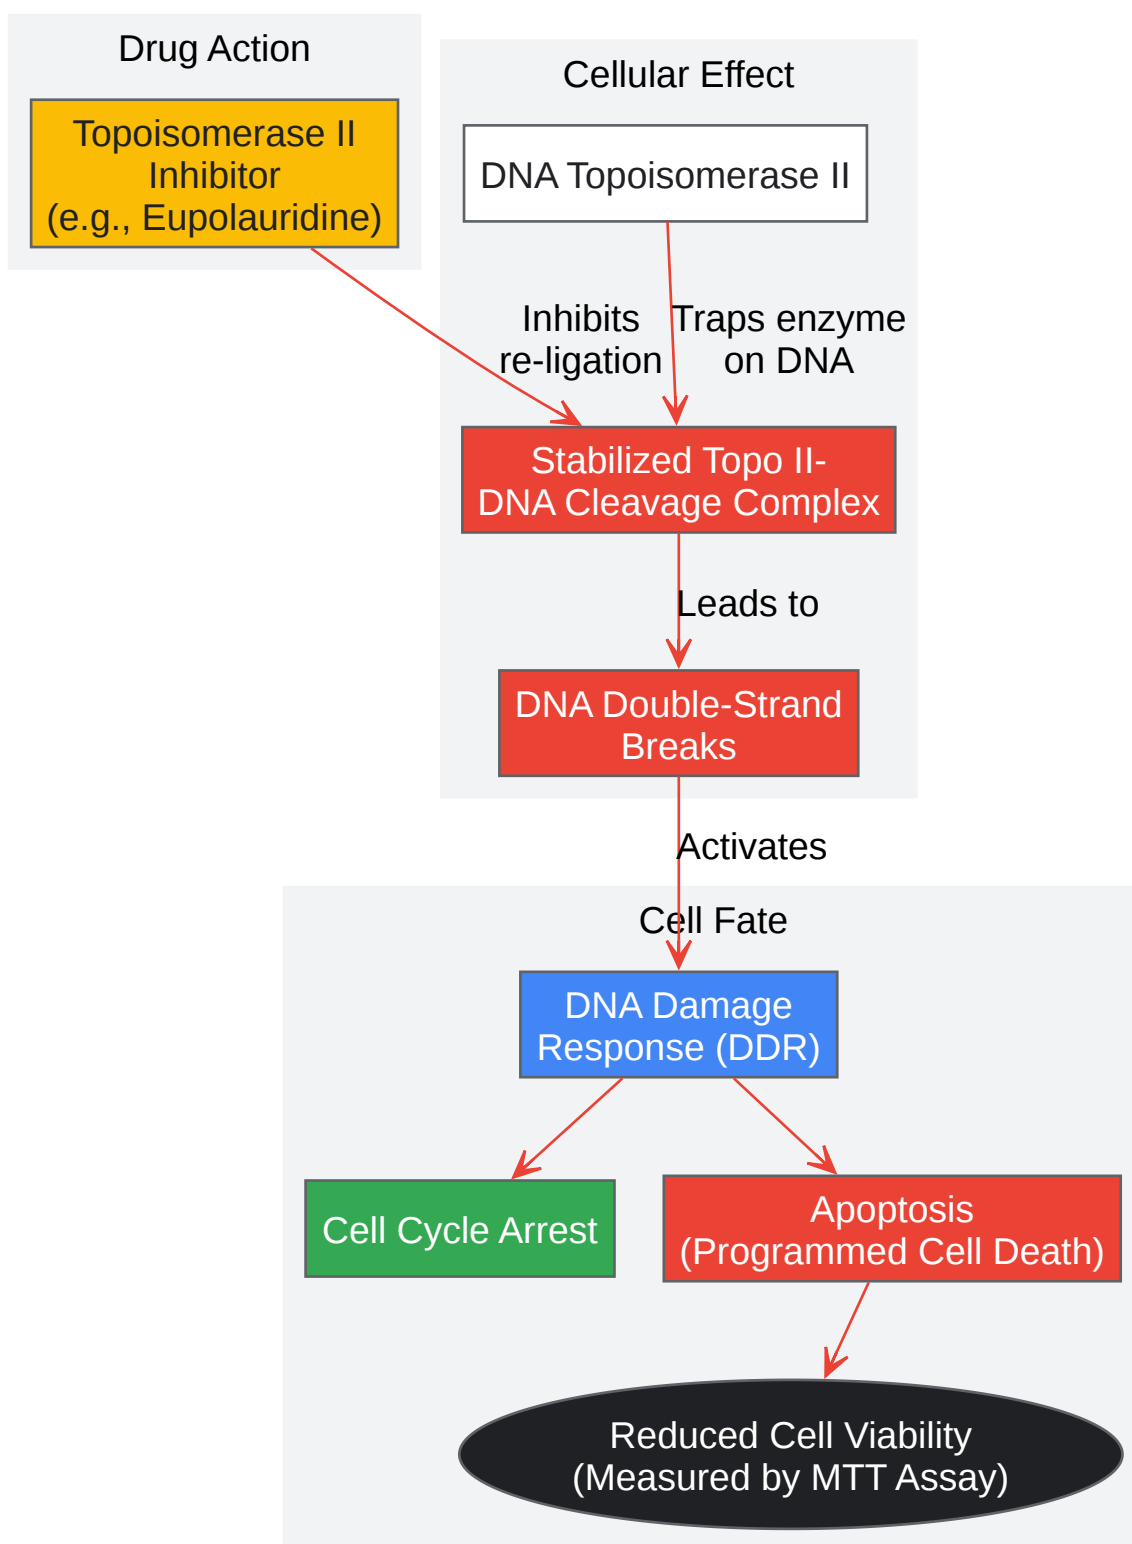 Drug Action
Topoisomerase II
Inhibitor
(e.g., Eupolauridine)
Cellular Effect
DNA Topoisomerase II
Inhibits
re-ligation
Traps enzyme
on DNA
Stabilized Topo II-
DNA Cleavage Complex
Leads to
DNA Double-Strand
Breaks
Activates
Cell Fate
DNA Damage
Response (DDR)
Cell Cycle Arrest
Apoptosis
(Programmed Cell Death)
Reduced Cell Viability
(Measured by MTT Assay)